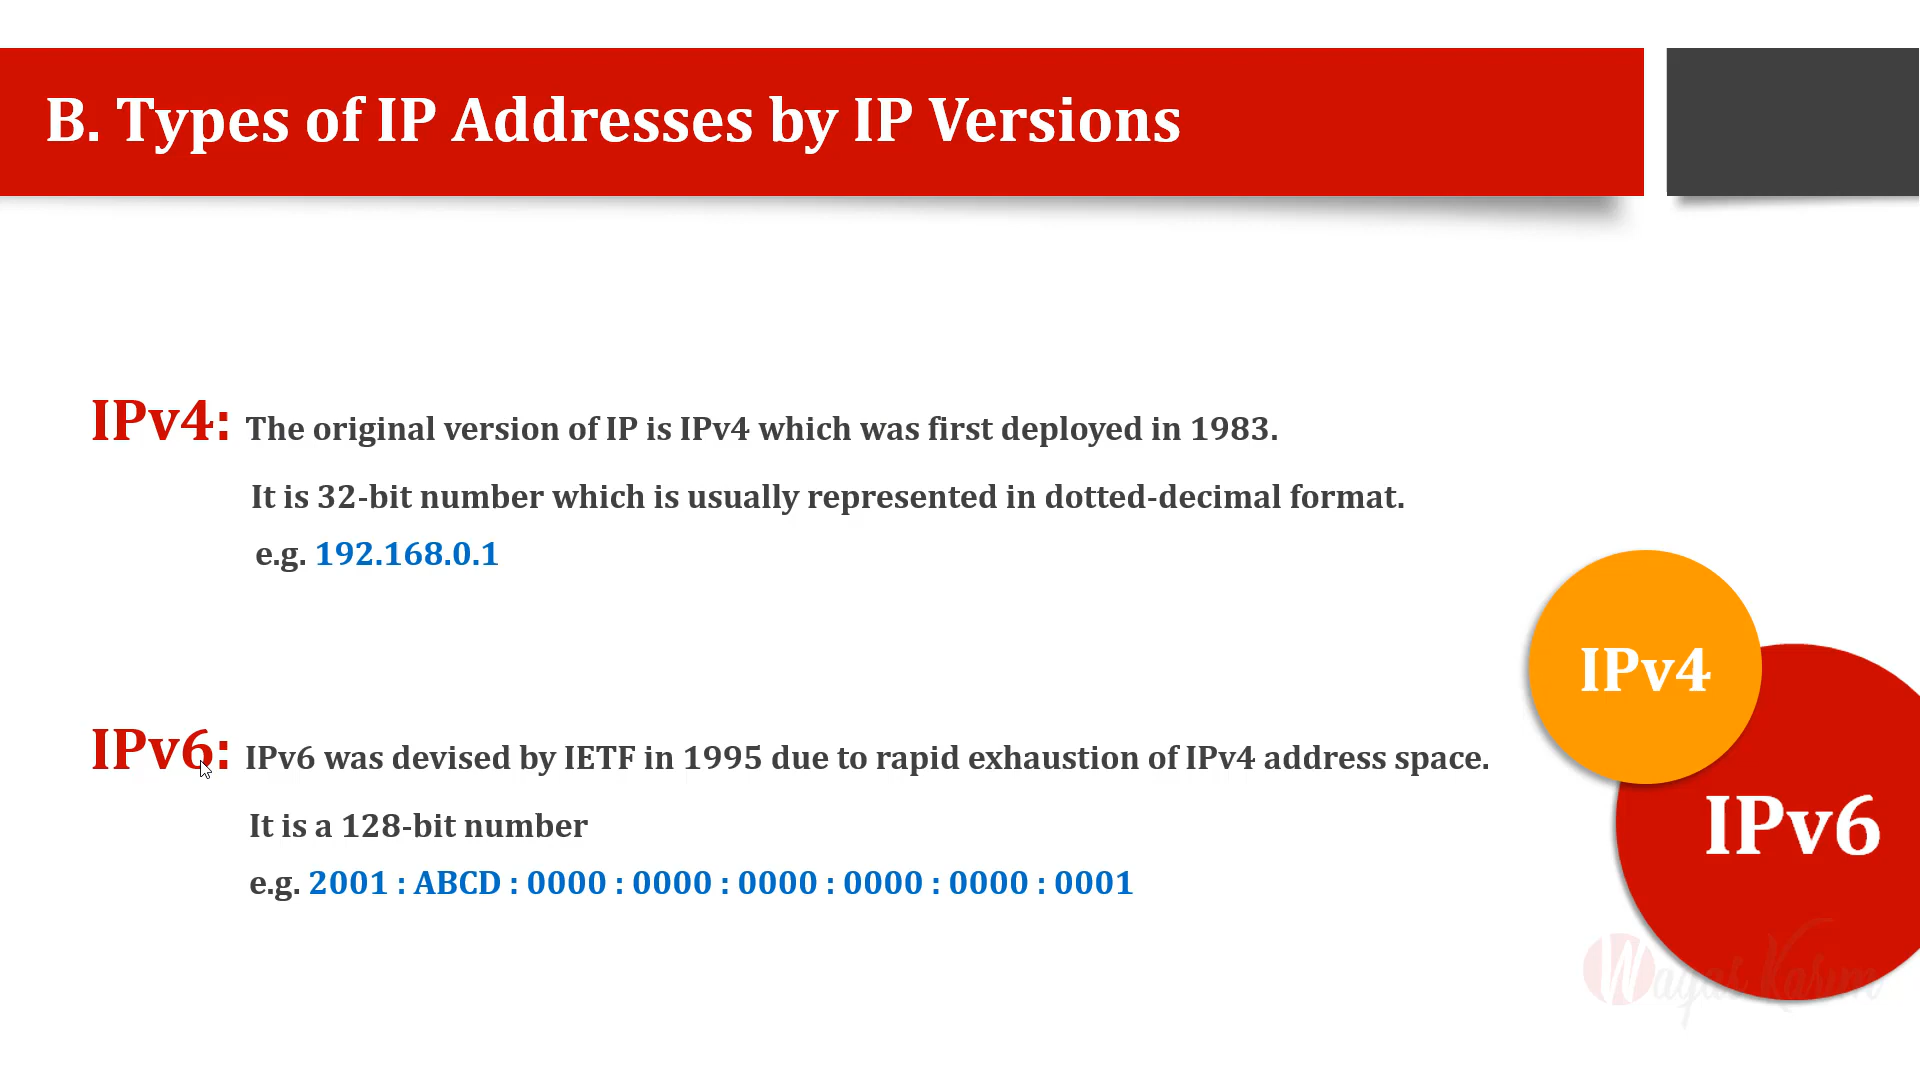 B. Types of IP Addresses by IP Versions
IPv4: The original version of IP is IPv4 which was first deployed in 1983.
It is 32-bit number which is usually represented in dotted-decimal format.
e.g. 192.168.0.1
IPv4
IPv6: IPv6 was devised by IETF in 1995 due to rapid exhaustion of IPv4 address space.
It is a 128-bit number
e.g. 2001 : ABCD : 0000 : 0000 : 0000 : 0000 : 0000 : 0001
IPv6
Waqas Kasim